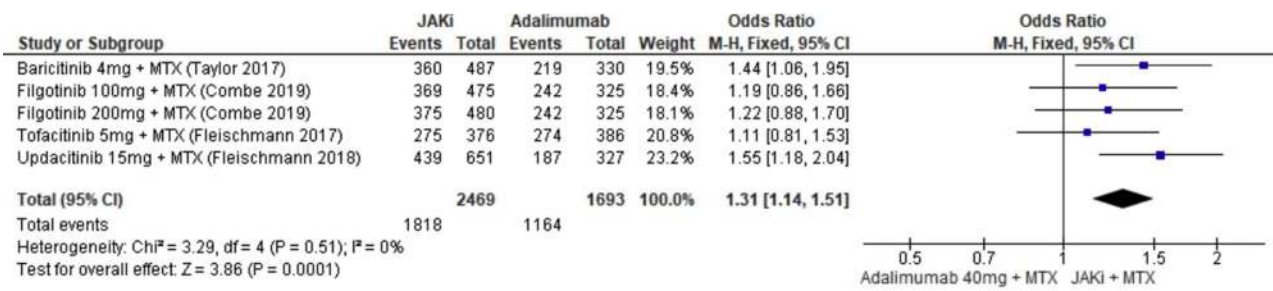 JAKi Adalimumab Odds Ratio Odds Ratio
Study or Subgroup Events Total Events Total Weight M-H, Fixed, 95% CI M-H, Fixed, 95% CI
Baricitinib 4mg + MTX (Taylor 2017) 360 487 219 330 19.5% 1.44 [1.06, 1.95]
Filgotinib 100mg + MTX (Combe 2019) 369 475 242 325 18.4% 1.19 [0.86, 1.66]
Filgotinib 200mg + MTX (Combe 2019) 375 480 242 325 18.1% 1.22 [0.88, 1.70]
Tofacitinib 5mg + MTX (Fleischmann 2017) 275 376 274 386 20.8% 1.11 [0.81, 1.53]
Updacitinib 15mg + MTX (Fleischmann 2018) 439 651 187 327 23.2% 1.55 [1.18, 2.04]
Total (95% CI) 2469 1693 100.0% 1.31 [1.14, 1.51]
Total events 1818 1164
Heterogeneity: Chi² = 3.29, df = 4 (P = 0.51); I² = 0%
Test for overall effect: Z = 3.86 (P = 0.0001)
0.5 0.7 1 1.5 2
Adalimumab 40mg + MTX JAKi + MTX